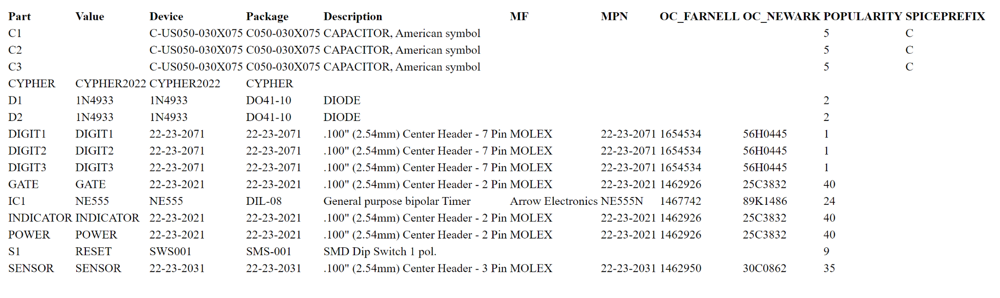 Part Value Device Package Description MF MPN OC_FARNELL OC_NEWARK POPULARITY SPICEPREFIX
C1 C-US050-030X075 C050-030X075 CAPACITOR, American symbol 5 C
C2 C-US050-030X075 C050-030X075 CAPACITOR, American symbol 5 C
C3 C-US050-030X075 C050-030X075 CAPACITOR, American symbol 5 C
CYPHER CYPHER2022 CYPHER2022 CYPHER
D1 1N4933 1N4933 DO41-10 DIODE 2
D2 1N4933 1N4933 DO41-10 DIODE 2
DIGIT1 DIGIT1 22-23-2071 22-23-2071 .100" (2.54mm) Center Header - 7 Pin MOLEX 22-23-2071 1654534 56H0445 1
DIGIT2 DIGIT2 22-23-2071 22-23-2071 .100" (2.54mm) Center Header - 7 Pin MOLEX 22-23-2071 1654534 56H0445 1
DIGIT3 DIGIT3 22-23-2071 22-23-2071 .100" (2.54mm) Center Header - 7 Pin MOLEX 22-23-2071 1654534 56H0445 1
GATE GATE 22-23-2021 22-23-2021 .100" (2.54mm) Center Header - 2 Pin MOLEX 22-23-2021 1462926 25C3832 40
IC1 NE555 NE555 DIL-08 General purpose bipolar Timer Arrow Electronics NE555N 1467742 89K1486 24
INDICATOR INDICATOR 22-23-2021 22-23-2021 .100" (2.54mm) Center Header - 2 Pin MOLEX 22-23-2021 1462926 25C3832 40
POWER POWER 22-23-2021 22-23-2021 .100" (2.54mm) Center Header - 2 Pin MOLEX 22-23-2021 1462926 25C3832 40
S1 RESET SWS001 SMS-001 SMD Dip Switch 1 pol. 9
SENSOR SENSOR 22-23-2031 22-23-2031 .100" (2.54mm) Center Header - 3 Pin MOLEX 22-23-2031 1462950 30C0862 35